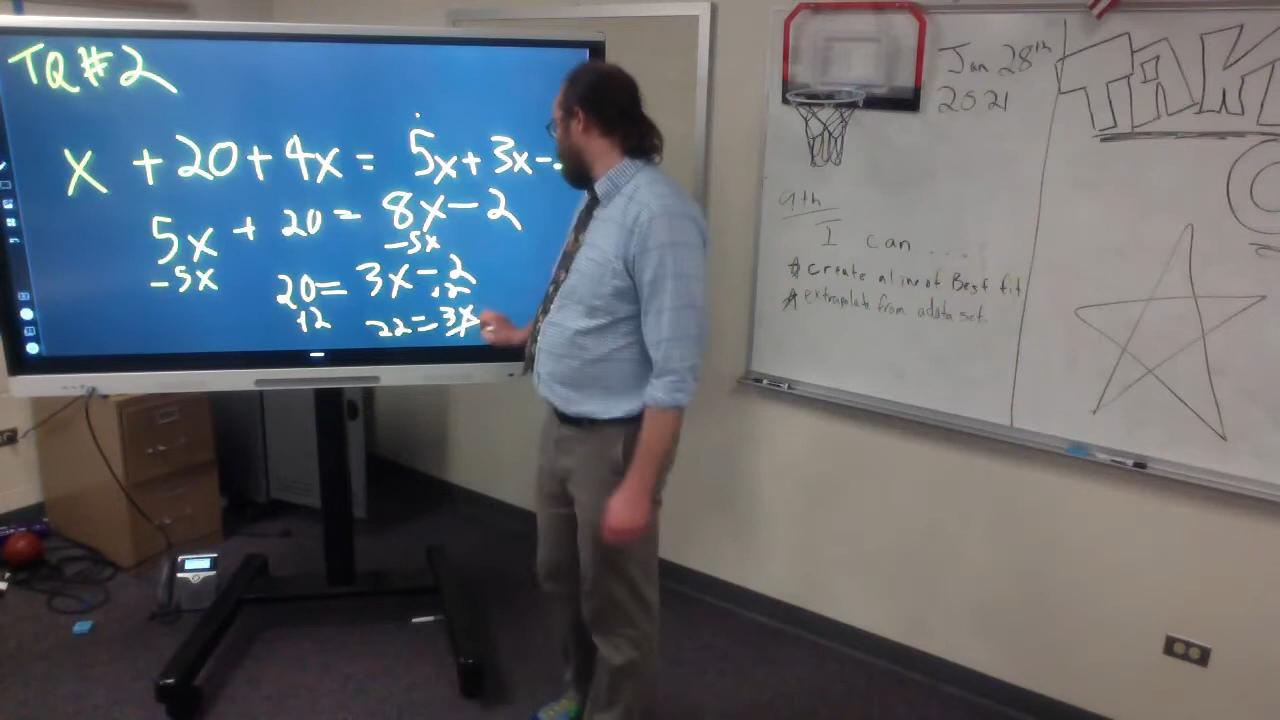 TQ #2
x + 20 + 4x = 5x + 3x -
5x + 20 = 8x - 2
-5x
-5x
20 = 3x - 2
+2
+2
22 = 3x
Jan 28th
2021
9th
I can ....
create a line of Best fit
extrapolate from a data set.
TAK